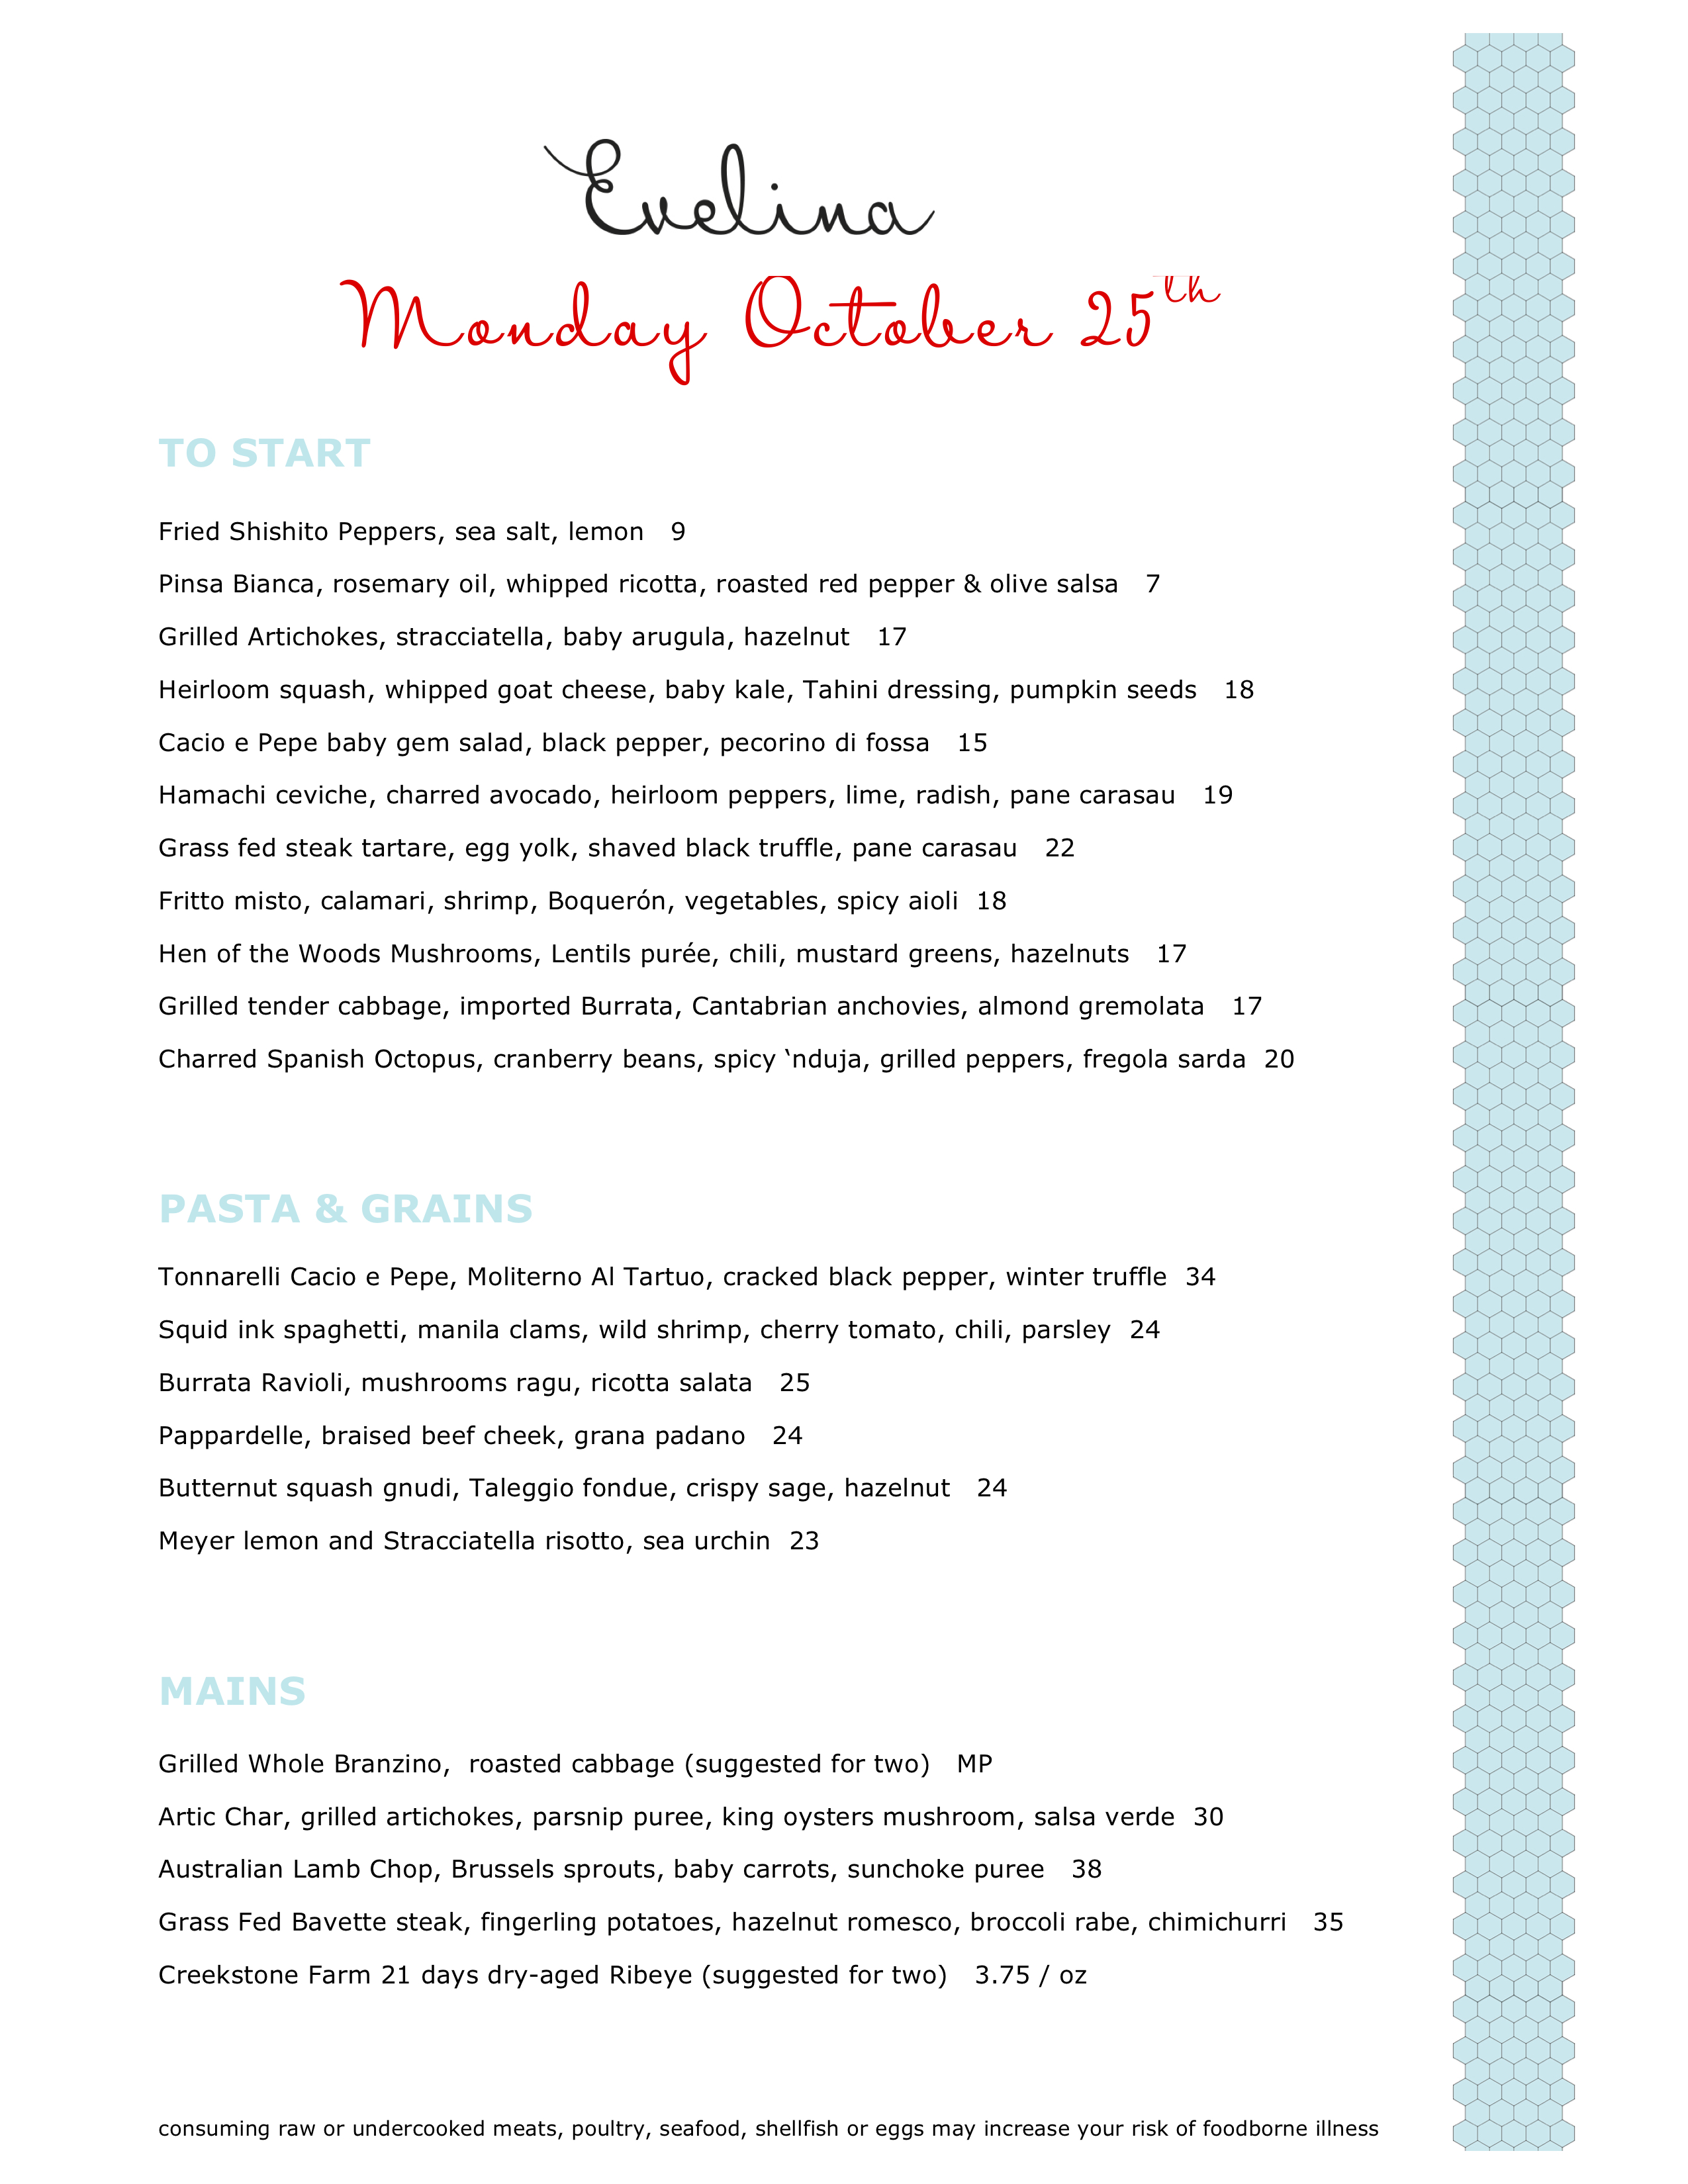 Evelina
Monday October 25th
TO START
Fried Shishito Peppers, sea salt, lemon 9
Pinsa Bianca, rosemary oil, whipped ricotta, roasted red pepper & olive salsa 7
Grilled Artichokes, stracciatella, baby arugula, hazelnut 17
Heirloom squash, whipped goat cheese, baby kale, Tahini dressing, pumpkin seeds 18
Cacio e Pepe baby gem salad, black pepper, pecorino di fossa 15
Hamachi ceviche, charred avocado, heirloom peppers, lime, radish, pane carasau 19
Grass fed steak tartare, egg yolk, shaved black truffle, pane carasau 22
Fritto misto, calamari, shrimp, Boquerón, vegetables, spicy aioli 18
Hen of the Woods Mushrooms, Lentils purée, chili, mustard greens, hazelnuts 17
Grilled tender cabbage, imported Burrata, Cantabrian anchovies, almond gremolata 17
Charred Spanish Octopus, cranberry beans, spicy ‘nduja, grilled peppers, fregola sarda 20
PASTA & GRAINS
Tonnarelli Cacio e Pepe, Moliterno Al Tartuo, cracked black pepper, winter truffle 34
Squid ink spaghetti, manila clams, wild shrimp, cherry tomato, chili, parsley 24
Burrata Ravioli, mushrooms ragu, ricotta salata 25
Pappardelle, braised beef cheek, grana padano 24
Butternut squash gnudi, Taleggio fondue, crispy sage, hazelnut 24
Meyer lemon and Stracciatella risotto, sea urchin 23
MAINS
Grilled Whole Branzino, roasted cabbage (suggested for two) MP
Artic Char, grilled artichokes, parsnip puree, king oysters mushroom, salsa verde 30
Australian Lamb Chop, Brussels sprouts, baby carrots, sunchoke puree 38
Grass Fed Bavette steak, fingerling potatoes, hazelnut romesco, broccoli rabe, chimichurri 35
Creekstone Farm 21 days dry-aged Ribeye (suggested for two) 3.75 / oz
consuming raw or undercooked meats, poultry, seafood, shellfish or eggs may increase your risk of foodborne illness